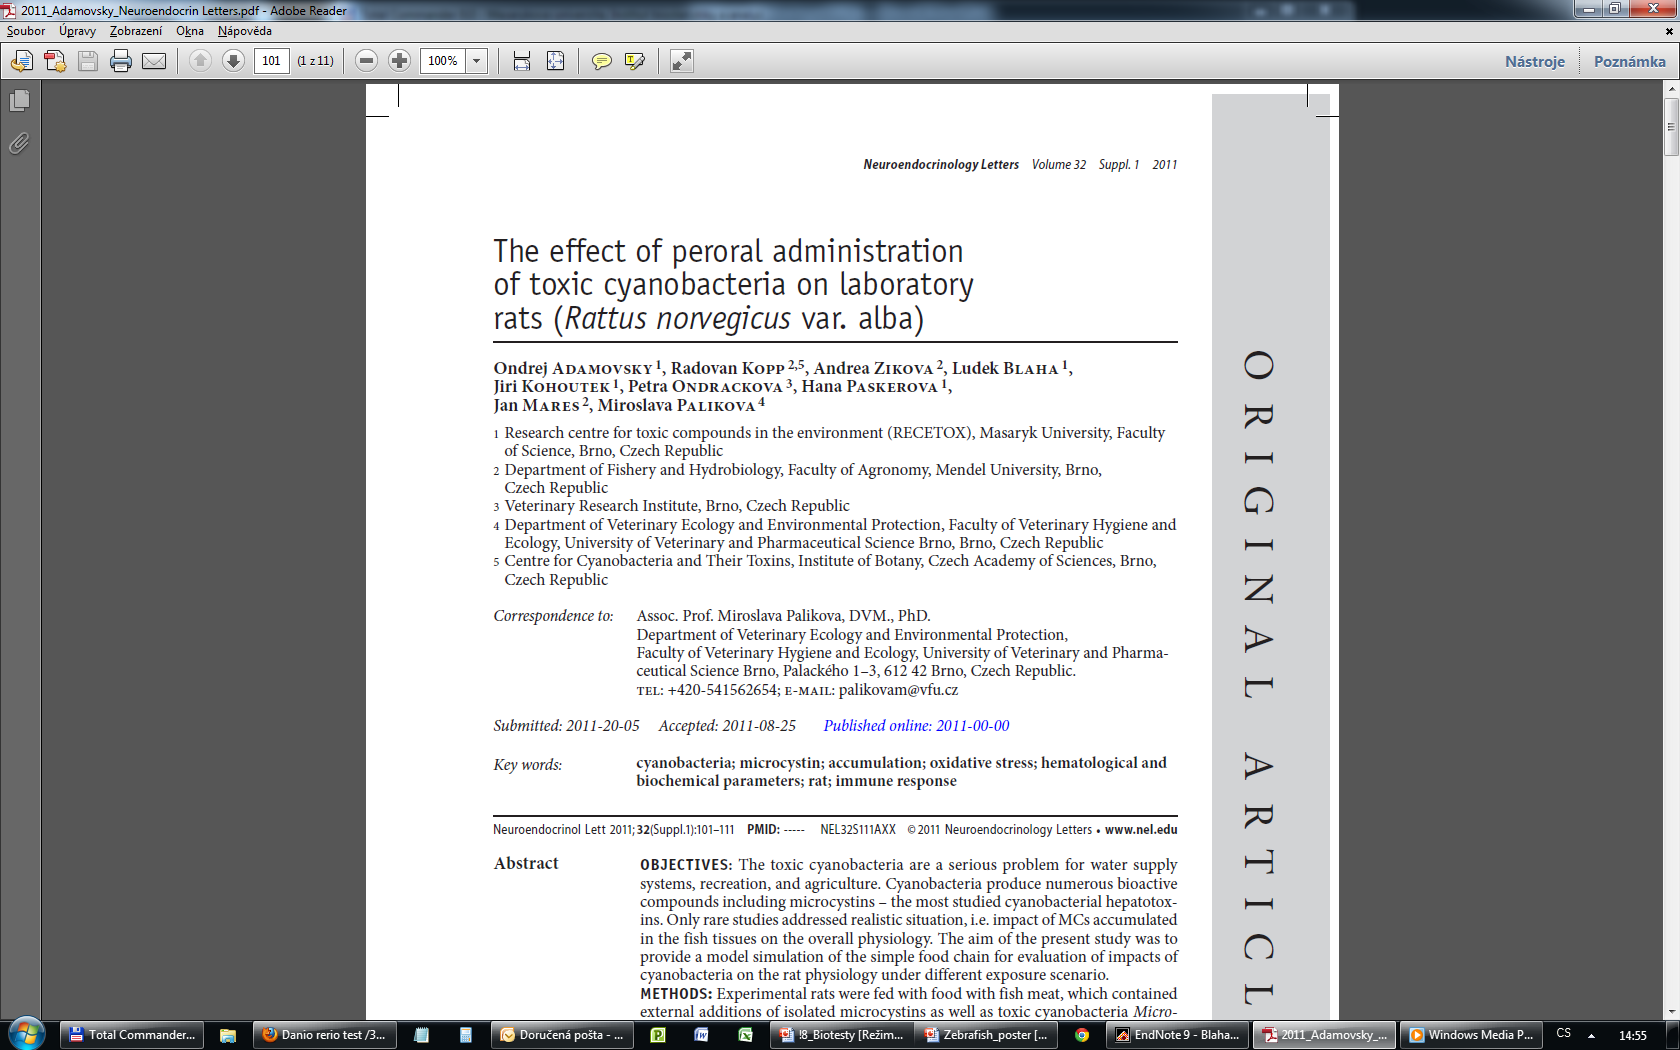 2011_Adamovsky_Neuroendocrin Letters.pdf - Adobe Reader
Soubor Úpravy Zobrazení Okna Nápověda
101 (1 z 11) 100% Nástroje Poznámka
Neuroendocrinology Letters Volume 32 Suppl. 1 2011
The effect of peroral administration
of toxic cyanobacteria on laboratory
rats (Rattus norvegicus var. alba)
Ondrej Adamovsky 1, Radovan Kopp 2,5, Andrea Zikova 2, Ludek Blaha 1,
Jiri Kohoutek 1, Petra Ondrackova 3, Hana Paskerova 1,
Jan Mares 2, Miroslava Palikova 4
1 Research centre for toxic compounds in the environment (RECETOX), Masaryk University, Faculty
of Science, Brno, Czech Republic
2 Department of Fishery and Hydrobiology, Faculty of Agronomy, Mendel University, Brno,
Czech Republic
3 Veterinary Research Institute, Brno, Czech Republic
4 Department of Veterinary Ecology and Environmental Protection, Faculty of Veterinary Hygiene and
Ecology, University of Veterinary and Pharmaceutical Science Brno, Brno, Czech Republic
5 Centre for Cyanobacteria and Their Toxins, Institute of Botany, Czech Academy of Sciences, Brno,
Czech Republic
Correspondence to: Assoc. Prof. Miroslava Palikova, DVM., PhD.
Department of Veterinary Ecology and Environmental Protection,
Faculty of Veterinary Hygiene and Ecology, University of Veterinary and Pharma-
ceutical Science Brno, Palackého 1–3, 612 42 Brno, Czech Republic.
tel: +420-541562654; e-mail: palikovam@vfu.cz
Submitted: 2011-20-05 Accepted: 2011-08-25 Published online: 2011-00-00
Key words: cyanobacteria; microcystin; accumulation; oxidative stress; hematological and
biochemical parameters; rat; immune response
Neuroendocrinol Lett 2011; 32(Suppl.1):101–111 PMID: ----- NEL32S111AXX © 2011 Neuroendocrinology Letters • www.nel.edu
Abstract OBJECTIVES: The toxic cyanobacteria are a serious problem for water supply
systems, recreation, and agriculture. Cyanobacteria produce numerous bioactive
compounds including microcystins – the most studied cyanobacterial hepatotox-
ins. Only rare studies addressed realistic situation, i.e. impact of MCs accumulated
in the fish tissues on the overall physiology. The aim of the present study was to
provide a model simulation of the simple food chain for evaluation of impacts of
cyanobacteria on the rat physiology under different exposure scenario.
METHODS: Experimental rats were fed with food with fish meat, which contained
external additions of isolated microcystins as well as toxic cyanobacteria Micro-
ORIGINAL ARTICL
Total Commander... Danio rerio test /3... Doručená pošta - ... !8_Biotesty [Režim... Zebrafish_poster [... EndNote 9 - Blaha... 2011_Adamovsky_... Windows Media P... CS 14:55